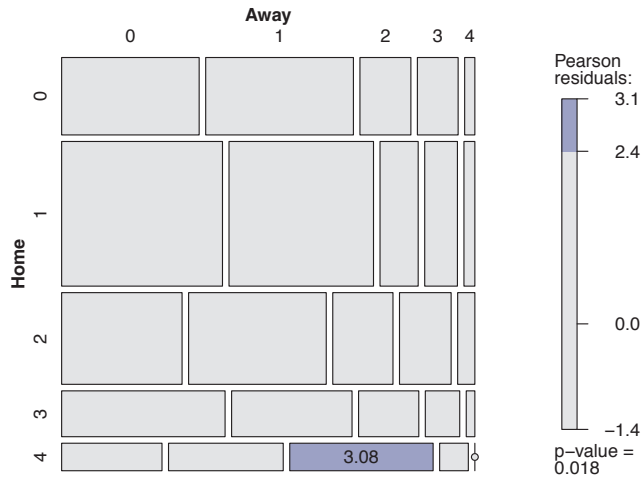 Away
0 1 2 3 4
Home
0
1
2
3
4
3.08
Pearson
residuals:
3.1
2.4
0.0
−1.4
p−value =
0.018